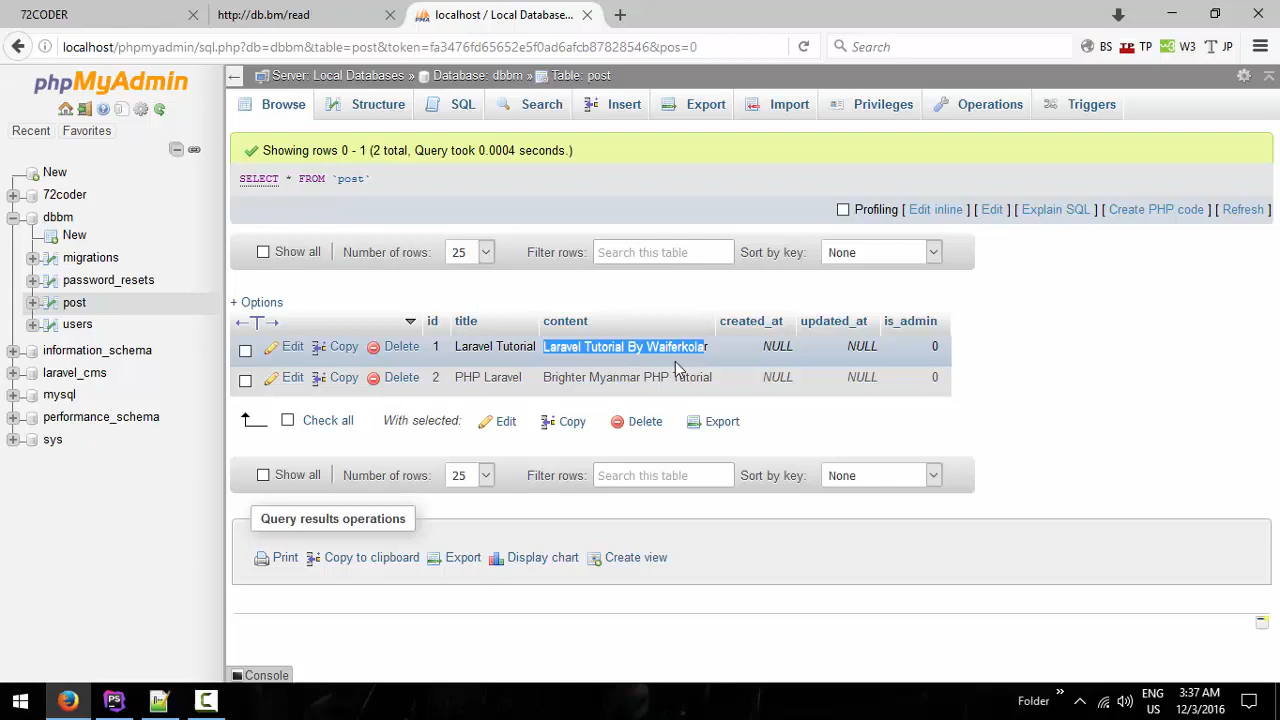 72CODER
http://db.bm/read
localhost / Local Database...
localhost/phpmyadmin/sql.php?db=dbbm&table=post&token=fa3476fd65652e5f0ad6afcb87828546&pos=0
Search
BS TP TP W3 JP
phpMyAdmin
Recent Favorites
New
72coder
dbbm
New
migrations
password_resets
post
users
information_schema
laravel_cms
mysql
performance_schema
sys
Server: Local Databases » Database: dbbm » Table: post
Browse Structure SQL Search Insert Export Import Privileges Operations Triggers
Showing rows 0 - 1 (2 total, Query took 0.0004 seconds.)
SELECT * FROM `post`
Profiling [ Edit inline ] [ Edit ] [ Explain SQL ] [ Create PHP code ] [ Refresh ]
Show all Number of rows: 25 Filter rows: Search this table Sort by key: None
+ Options
id title content created_at updated_at is_admin
Edit Copy Delete 1 Laravel Tutorial Laravel Tutorial By Waiferkolar NULL NULL 0
Edit Copy Delete 2 PHP Laravel Brighter Myanmar PHP Tutorial NULL NULL 0
Check all With selected: Edit Copy Delete Export
Show all Number of rows: 25 Filter rows: Search this table Sort by key: None
Query results operations
Print Copy to clipboard Export Display chart Create view
Console
Folder
ENG
US
3:37 AM
12/3/2016